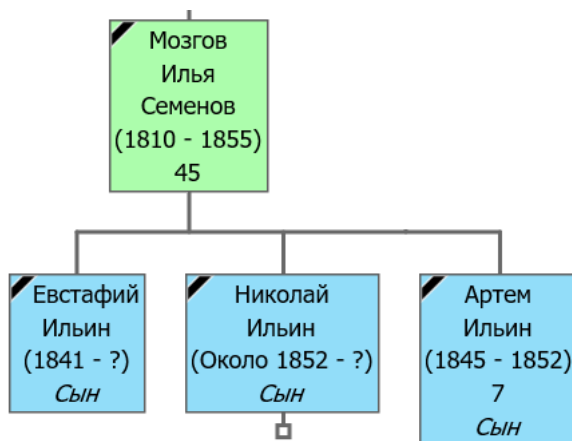 Мозгов
Илья
Семенов
(1810 - 1855)
45
Евстафий
Ильин
(1841 - ?)
Сын
Николай
Ильин
(Около 1852 - ?)
Сын
Артем
Ильин
(1845 - 1852)
7
Сын